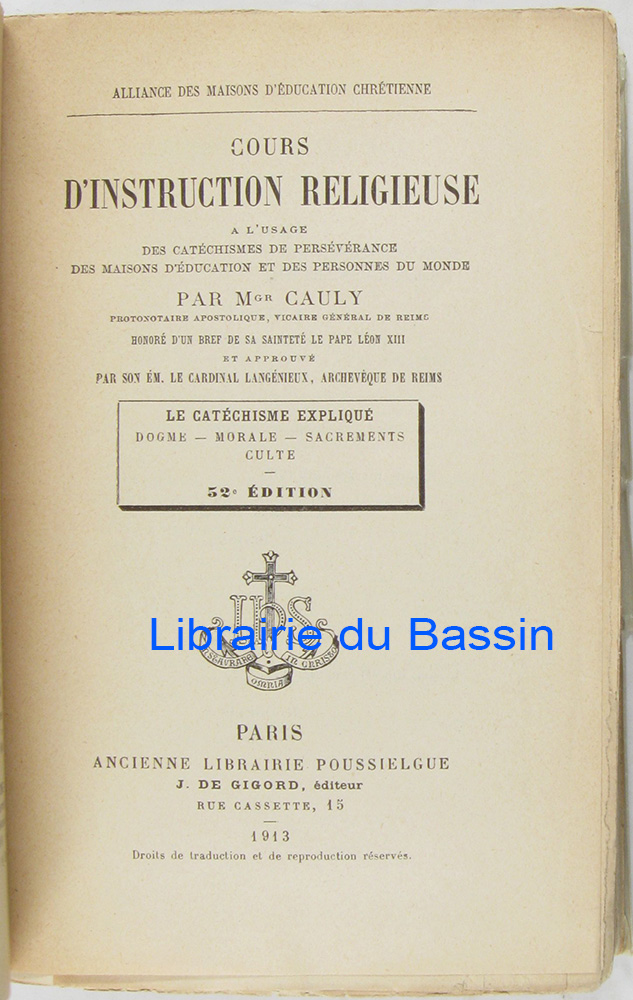 ALLIANCE DES MAISONS D'ÉDUCATION CHRÉTIENNE
COURS
D'INSTRUCTION RELIGIEUSE
A L'USAGE
DES CATÉCHISMES DE PERSÉVÉRANCE
DES MAISONS D'ÉDUCATION ET DES PERSONNES DU MONDE
PAR MGR CAULY
PROTONOTAIRE APOSTOLIQUE, VICAIRE GÉNÉRAL DE REIMS
HONORÉ D'UN BREF DE SA SAINTETÉ LE PAPE LÉON XIII
ET APPROUVÉ
PAR SON ÉM. LE CARDINAL LANGÉNIEUX, ARCHEVÊQUE DE REIMS
LE CATÉCHISME EXPLIQUÉ
DOGME — MORALE — SACREMENTS
CULTE
52e ÉDITION
IHS
Librairie du Bassin
INSTAURARE OMNIA IN CHRISTO
PARIS
ANCIENNE LIBRAIRIE POUSSIELGUE
J. DE GIGORD, éditeur
RUE CASSETTE, 15
1913
Droits de traduction et de reproduction réservés.